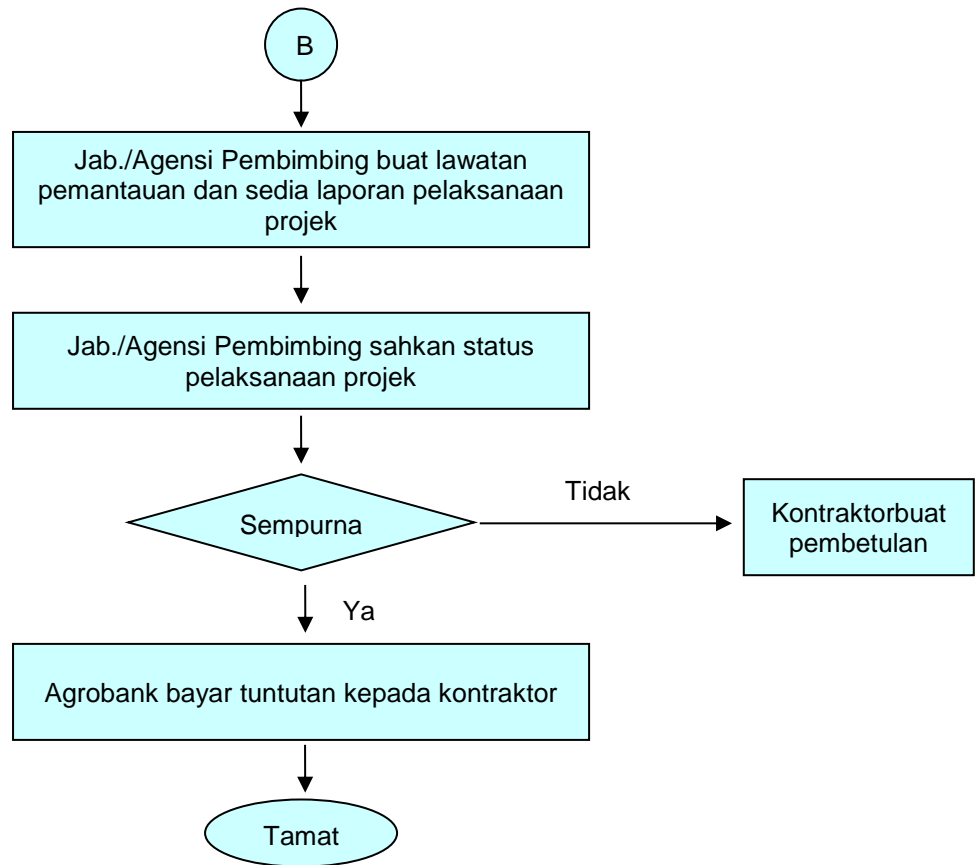 B
Jab./Agensi Pembimbing buat lawatan
pemantauan dan sedia laporan pelaksanaan
projek
Jab./Agensi Pembimbing sahkan status
pelaksanaan projek
Sempurna
Tidak
Kontraktorbuat
pembetulan
Ya
Agrobank bayar tuntutan kepada kontraktor
Tamat